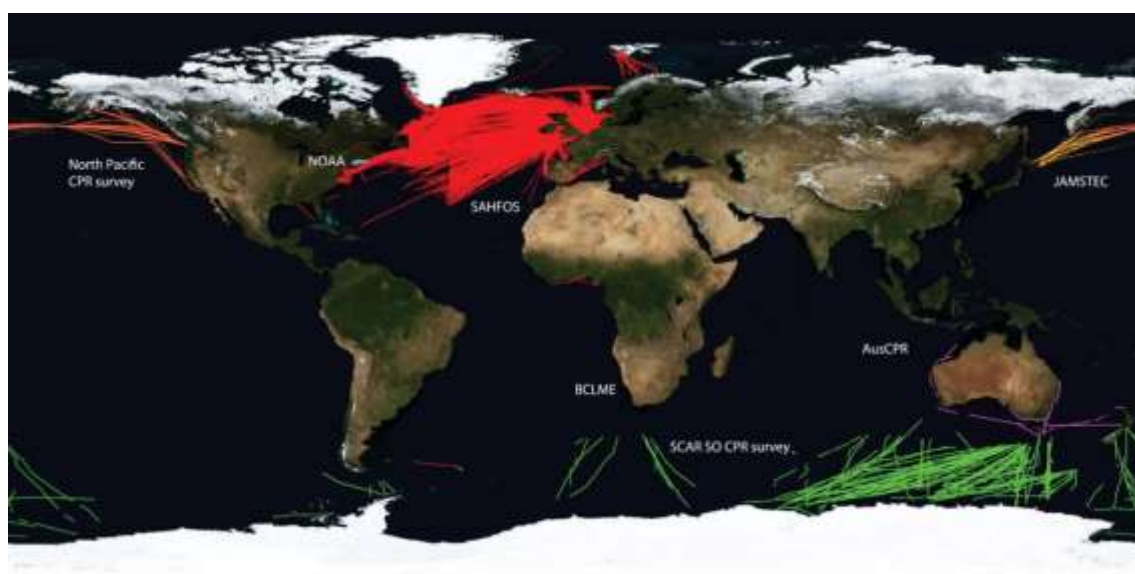 North Pacific
CPR survey
NOAA
SAHFOS
JAMSTEC
AusCPR
BCLME
SCAR SO CPR survey